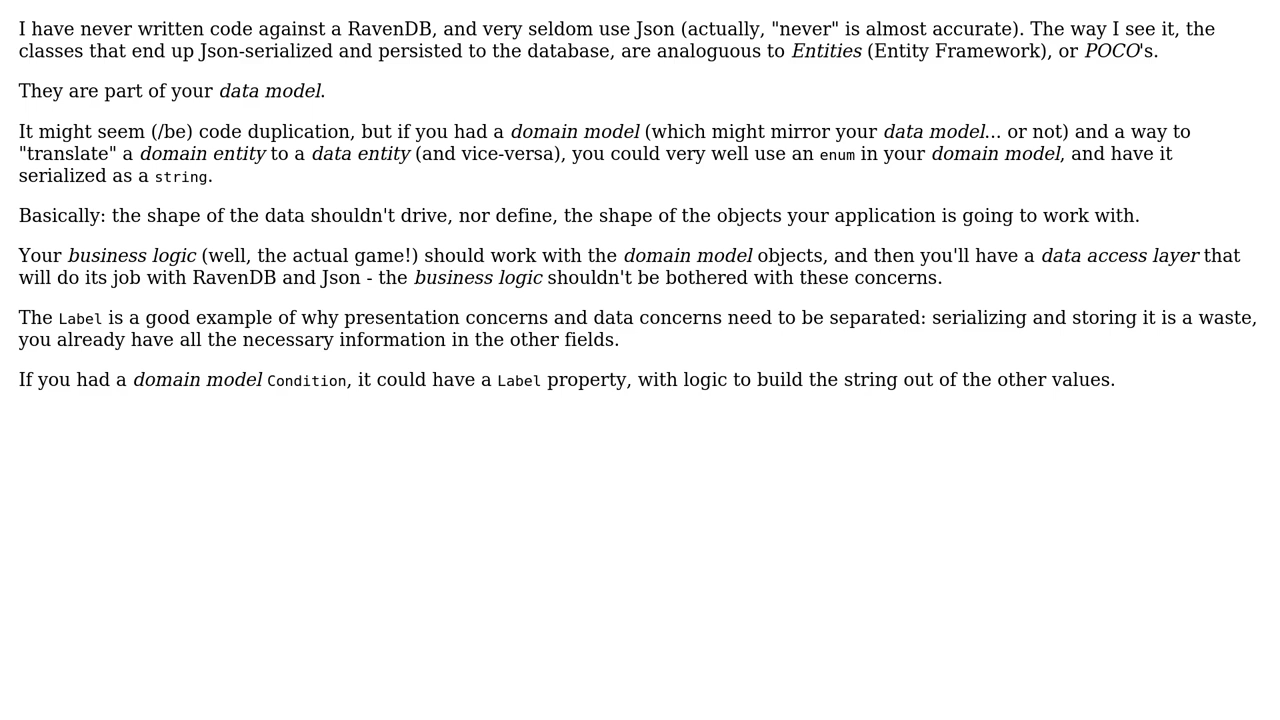 I have never written code against a RavenDB, and very seldom use Json (actually, "never" is almost accurate). The way I see it, the
classes that end up Json-serialized and persisted to the database, are analoguous to Entities (Entity Framework), or POCO's.
They are part of your data model.
It might seem (/be) code duplication, but if you had a domain model (which might mirror your data model... or not) and a way to
"translate" a domain entity to a data entity (and vice-versa), you could very well use an enum in your domain model, and have it
serialized as a string.
Basically: the shape of the data shouldn't drive, nor define, the shape of the objects your application is going to work with.
Your business logic (well, the actual game!) should work with the domain model objects, and then you'll have a data access layer that
will do its job with RavenDB and Json - the business logic shouldn't be bothered with these concerns.
The Label is a good example of why presentation concerns and data concerns need to be separated: serializing and storing it is a waste,
you already have all the necessary information in the other fields.
If you had a domain model Condition, it could have a Label property, with logic to build the string out of the other values.